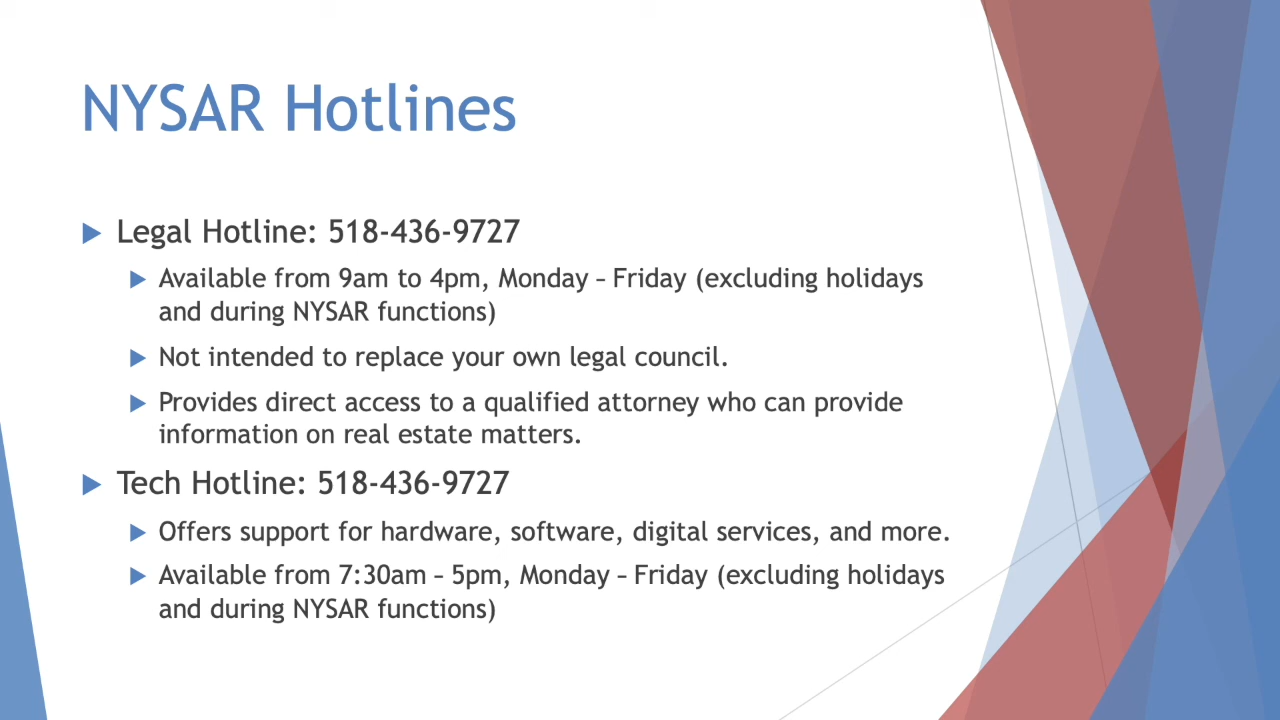 NYSAR Hotlines
Legal Hotline: 518-436-9727
Available from 9am to 4pm, Monday – Friday (excluding holidays
and during NYSAR functions)
Not intended to replace your own legal council.
Provides direct access to a qualified attorney who can provide
information on real estate matters.
Tech Hotline: 518-436-9727
Offers support for hardware, software, digital services, and more.
Available from 7:30am – 5pm, Monday – Friday (excluding holidays
and during NYSAR functions)